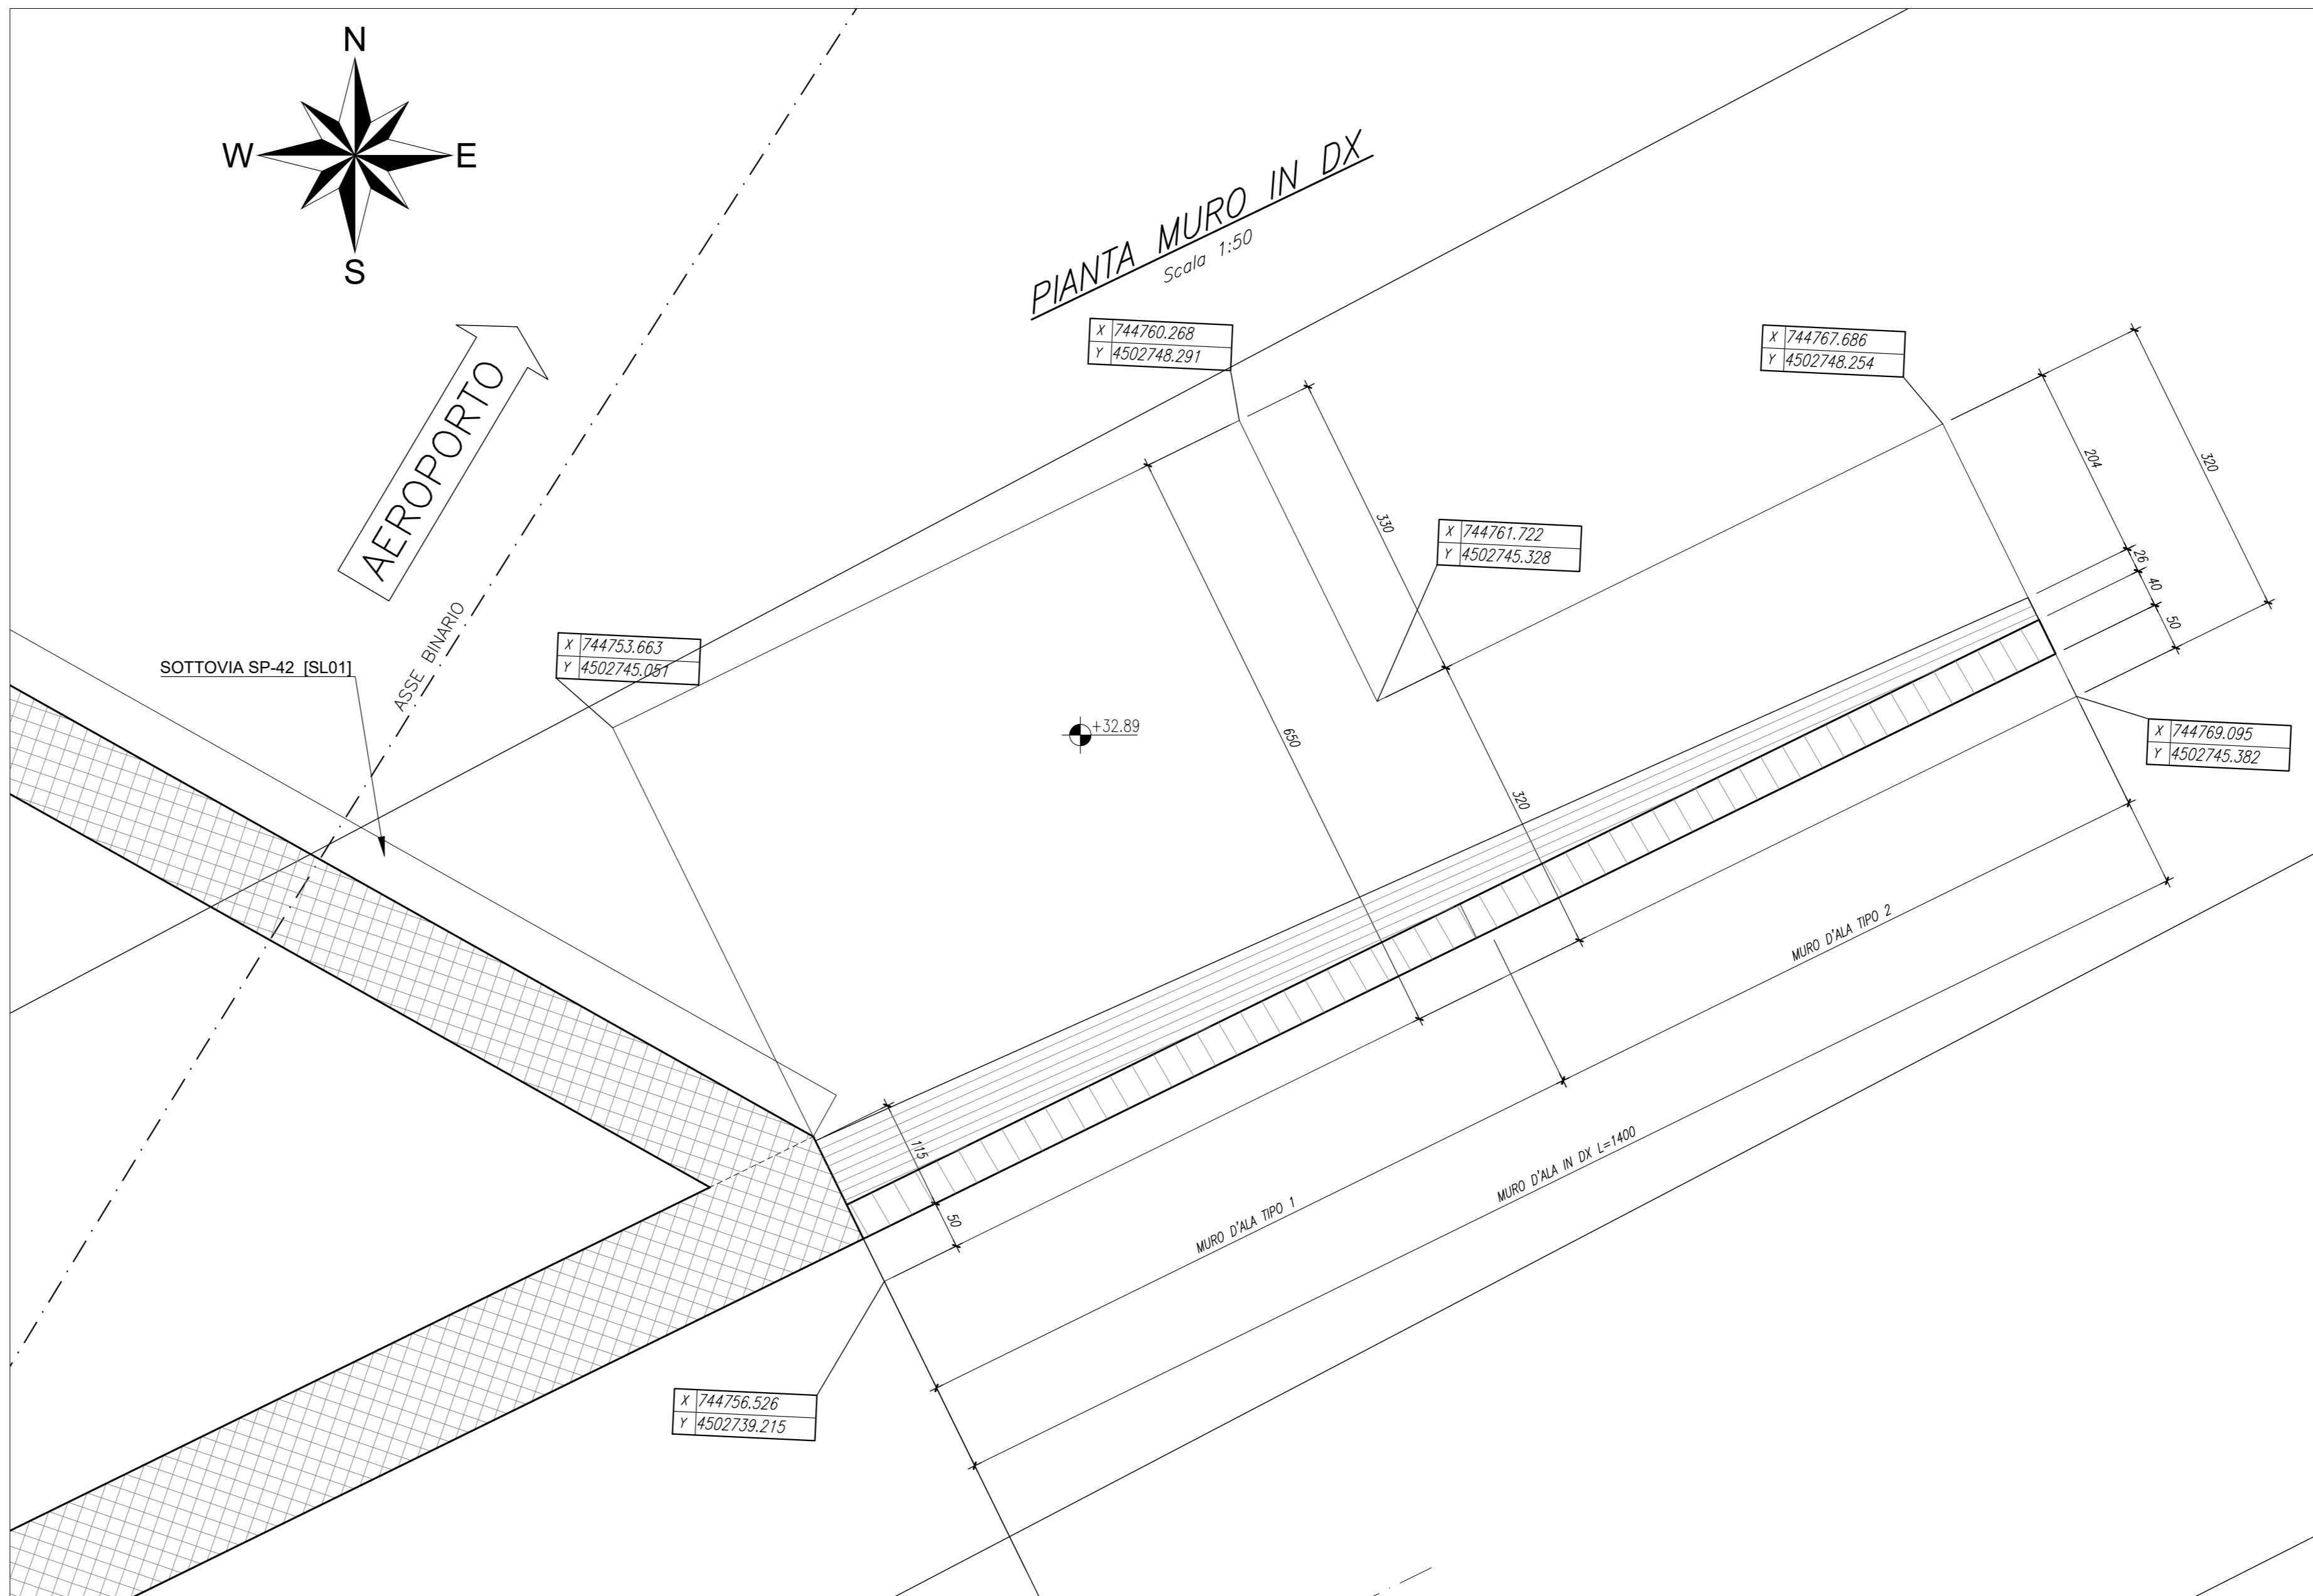 N
W
E
S
PIANTA MURO IN DX
Scala 1:50
AEROPORTO
ASSE BINARIO
SOTTOVIA SP-42 [SL01]
X 744760.268
Y 4502748.291
X 744767.686
Y 4502748.254
X 744761.722
Y 4502745.328
X 744753.663
Y 4502745.051
X 744769.095
Y 4502745.382
X 744756.526
Y 4502739.215
+32.89
330
204
320
26
40
50
650
320
115
50
MURO D'ALA TIPO 2
MURO D'ALA IN DX L=1400
MURO D'ALA TIPO 1